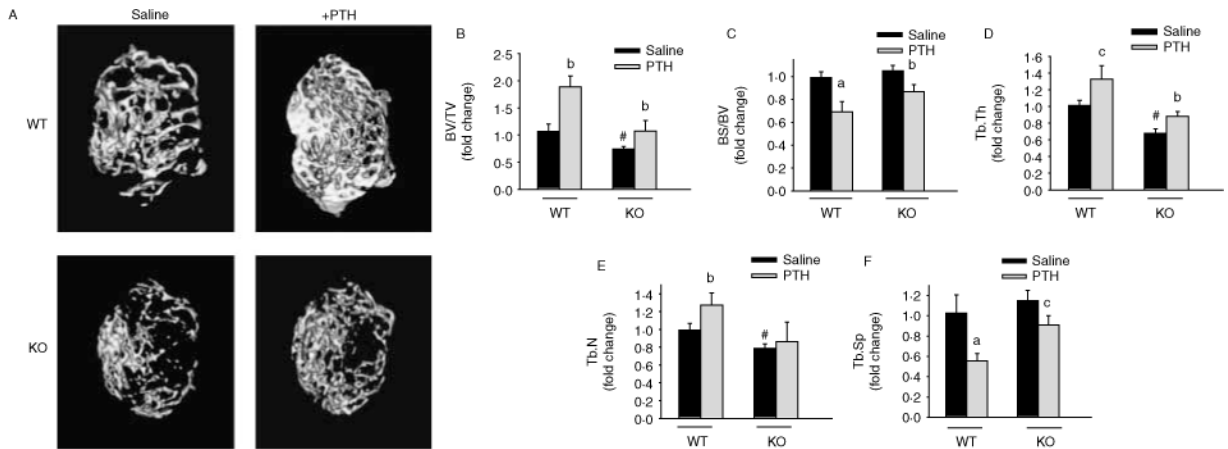 A
Saline
+PTH
WT
KO
B
Saline
PTH
BV/TV
(fold change)
2·5
2·0
1·5
1·0
0·5
0·0
b
#
b
WT
KO
C
Saline
PTH
BS/BV
(fold change)
1·0
0·8
0·6
0·4
0·2
0·0
a
b
WT
KO
D
Saline
PTH
Tb.Th
(fold change)
1·6
1·4
1·2
1·0
0·8
0·6
0·4
0·2
0·0
c
#
b
WT
KO
E
Saline
PTH
Tb.N
(fold change)
1·4
1·2
1·0
0·8
0·6
0·4
0·2
0·0
b
#
WT
KO
F
Saline
PTH
Tb.Sp
(fold change)
1·2
1·0
0·8
0·6
0·4
0·2
0·0
a
c
WT
KO